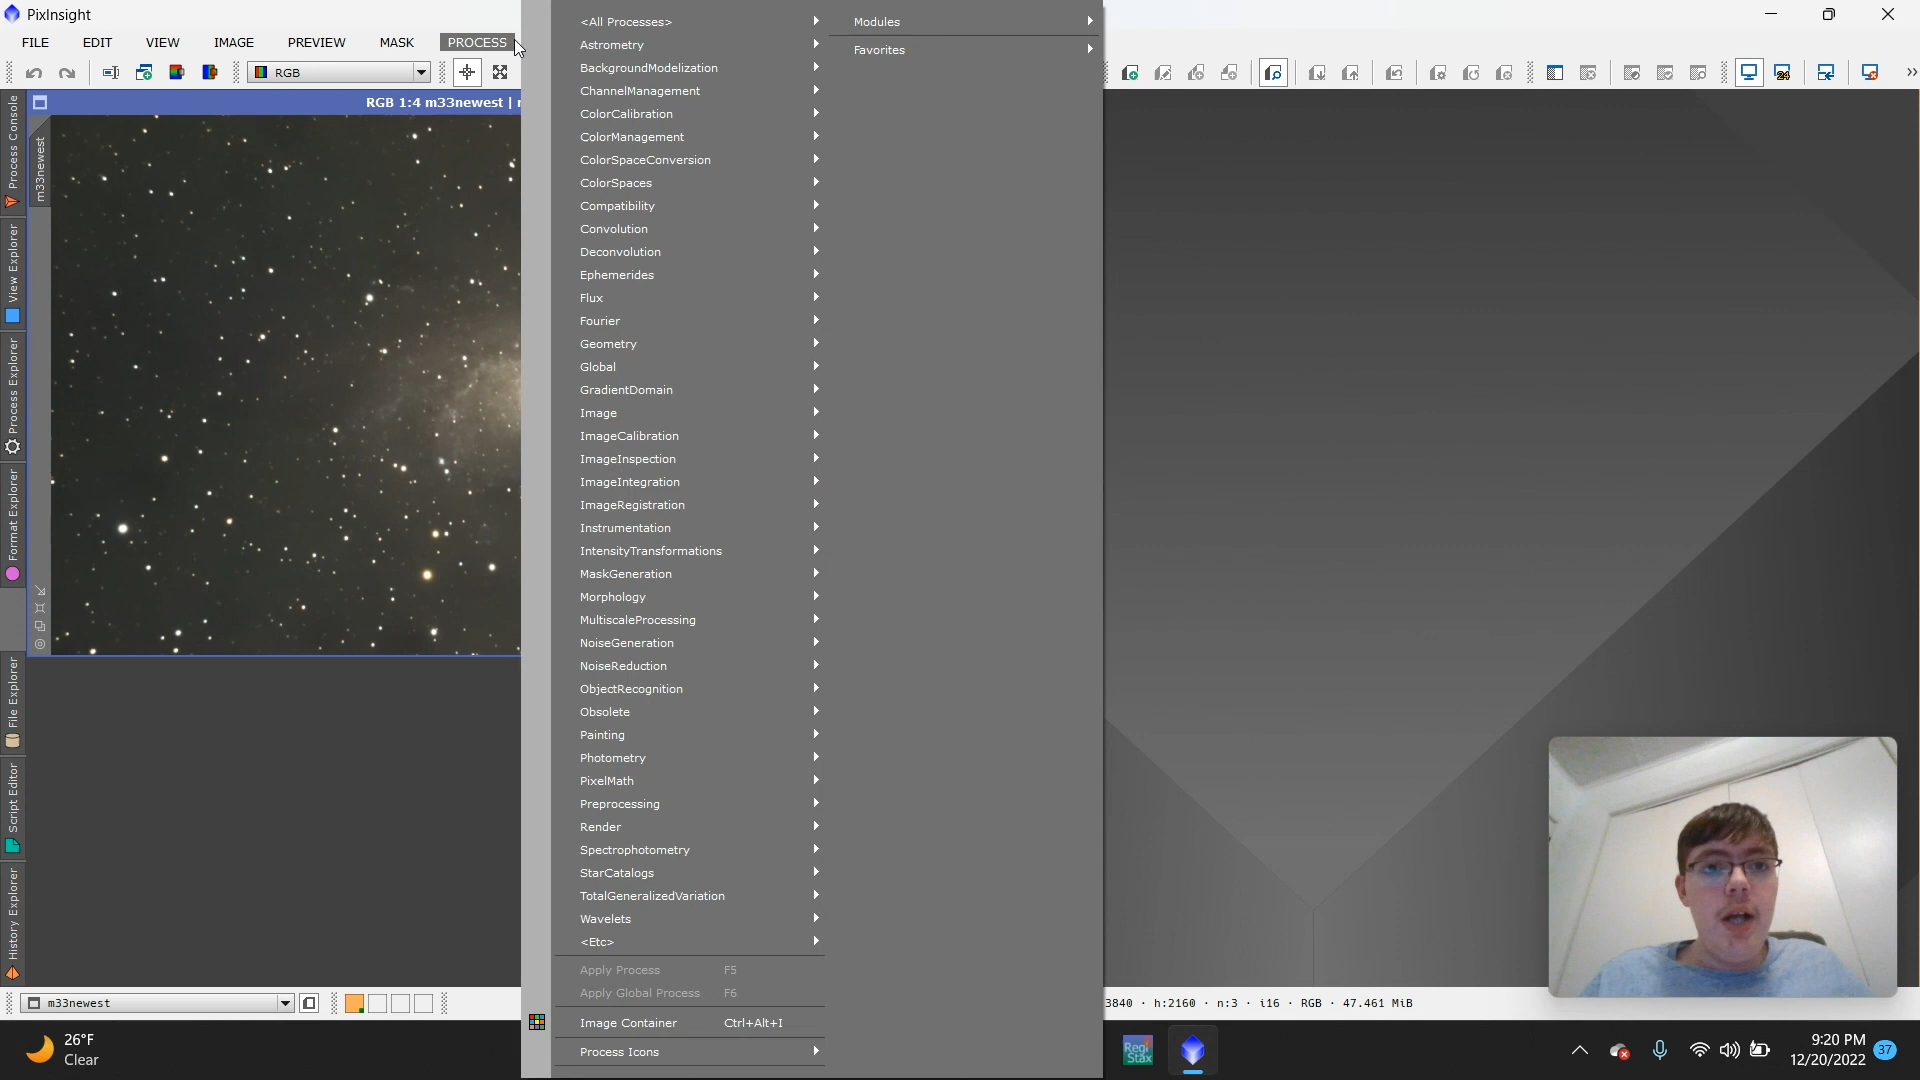 PixInsight
FILE EDIT VIEW IMAGE PREVIEW MASK PROCESS
RGB
RGB 1:4 m33newest |
m33newest
Process Console
View Explorer
Process Explorer
Format Explorer
File Explorer
Script Editor
History Explorer
<All Processes>
Astrometry
BackgroundModelization
ChannelManagement
ColorCalibration
ColorManagement
ColorSpaceConversion
ColorSpaces
Compatibility
Convolution
Deconvolution
Ephemerides
Flux
Fourier
Geometry
Global
GradientDomain
Image
ImageCalibration
ImageInspection
ImageIntegration
ImageRegistration
Instrumentation
IntensityTransformations
MaskGeneration
Morphology
MultiscaleProcessing
NoiseGeneration
NoiseReduction
ObjectRecognition
Obsolete
Painting
Photometry
PixelMath
Preprocessing
Render
Spectrophotometry
StarCatalogs
TotalGeneralizedVariation
Wavelets
<Etc>
Apply Process F5
Apply Global Process F6
Image Container Ctrl+Alt+I
Process Icons
Modules
Favorites
24
m33newest
3840 · h:2160 · n:3 · i16 · RGB · 47.461 MiB
26°F
Clear
Regi
Stax
9:20 PM
12/20/2022
37